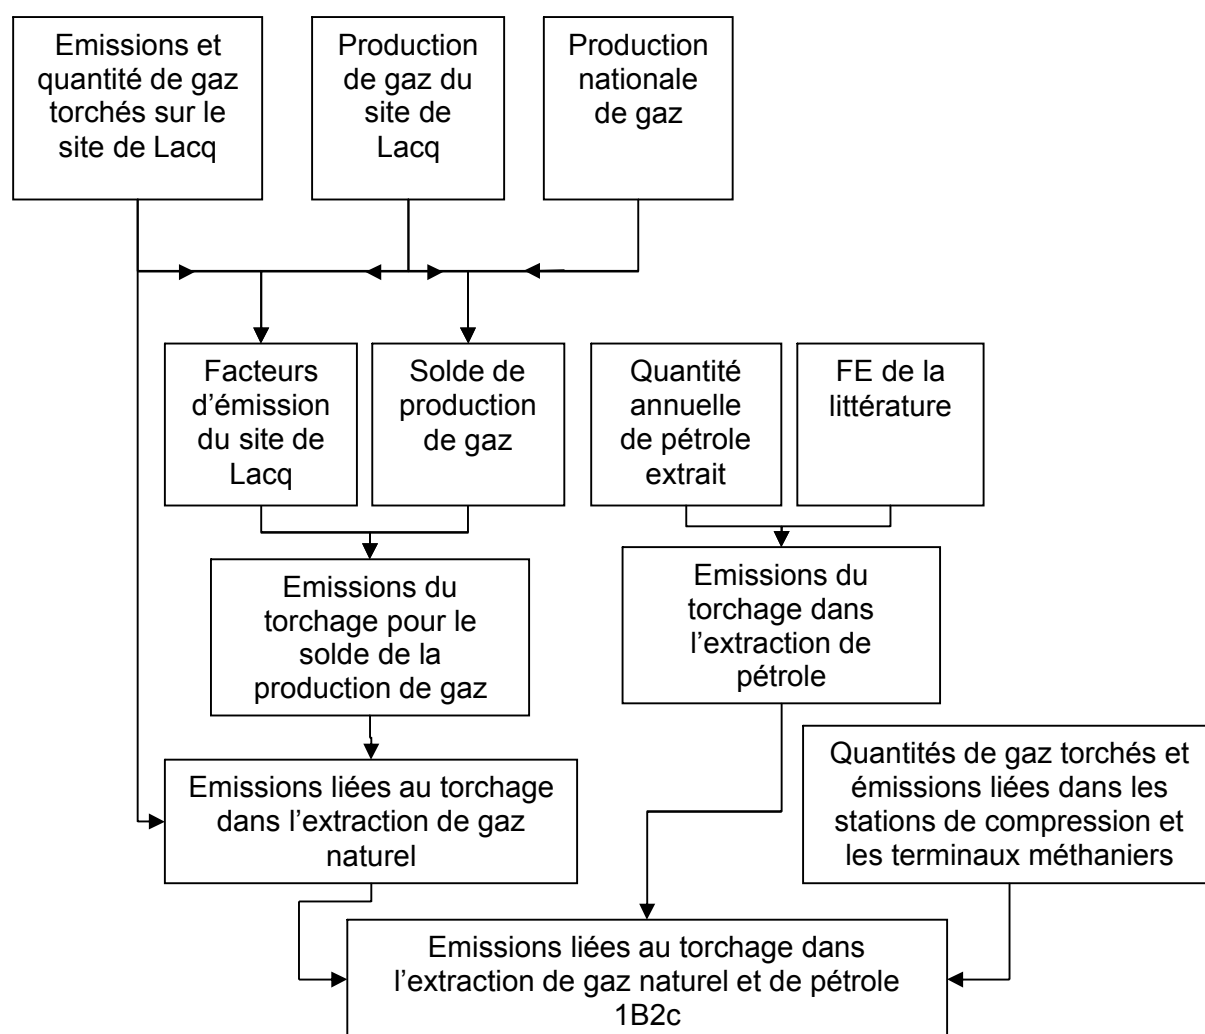 Emissions et
quantité de gaz
torchés sur le
site de Lacq
Production
de gaz du
site de
Lacq
Production
nationale
de gaz
Facteurs
d’émission
du site de
Lacq
Solde de
production
de gaz
Quantité
annuelle
de pétrole
extrait
FE de la
littérature
Emissions du
torchage pour le
solde de la
production de gaz
Emissions du
torchage dans
l’extraction de
pétrole
Quantités de gaz torchés et
émissions liées dans les
stations de compression et
les terminaux méthaniers
Emissions liées au torchage
dans l’extraction de gaz
naturel
Emissions liées au torchage dans
l’extraction de gaz naturel et de pétrole
1B2c